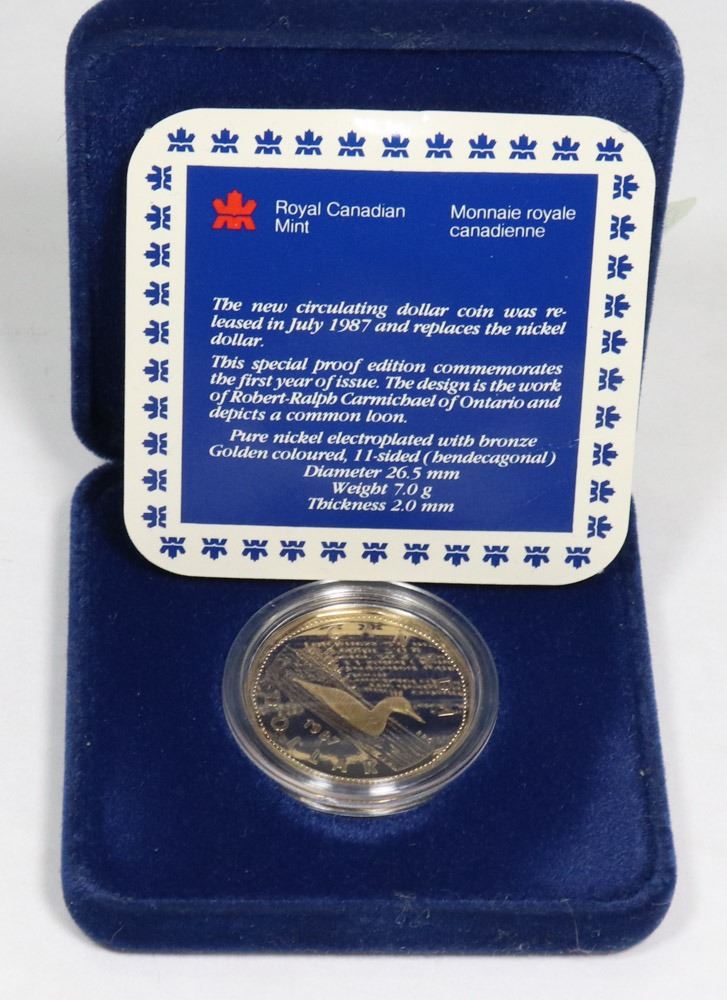 Royal Canadian
Mint
Monnaie royale
canadienne
The new circulating dollar coin was re-
leased in July 1987 and replaces the nickel
dollar.
This special proof edition commemorates
the first year of issue. The design is the work
of Robert-Ralph Carmichael of Ontario and
depicts a common loon.
Pure nickel electroplated with bronze
Golden coloured, 11-sided (hendecagonal)
Diameter 26.5 mm
Weight 7.0 g
Thickness 2.0 mm
1987
DOLLAR